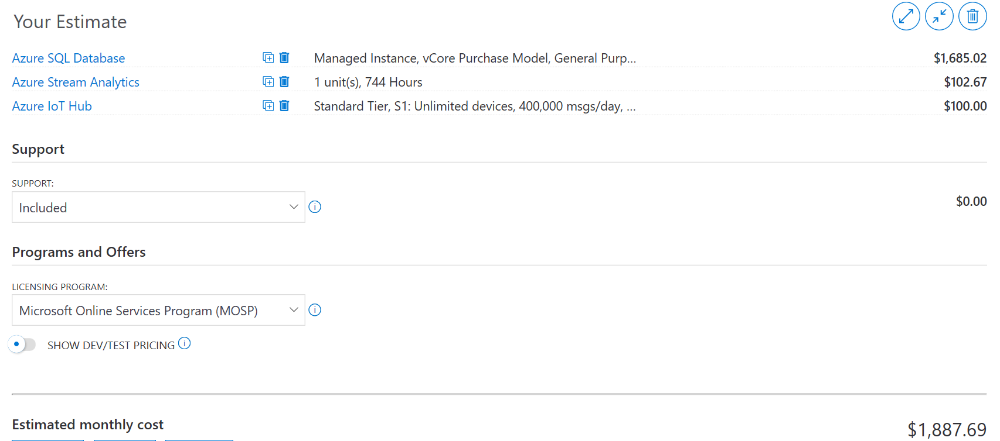 Your Estimate
Azure SQL Database Managed Instance, vCore Purchase Model, General Purp... $1,685.02
Azure Stream Analytics 1 unit(s), 744 Hours $102.67
Azure IoT Hub Standard Tier, S1: Unlimited devices, 400,000 msgs/day, ... $100.00
Support
SUPPORT:
Included $0.00
Programs and Offers
LICENSING PROGRAM:
Microsoft Online Services Program (MOSP)
SHOW DEV/TEST PRICING
Estimated monthly cost $1,887.69